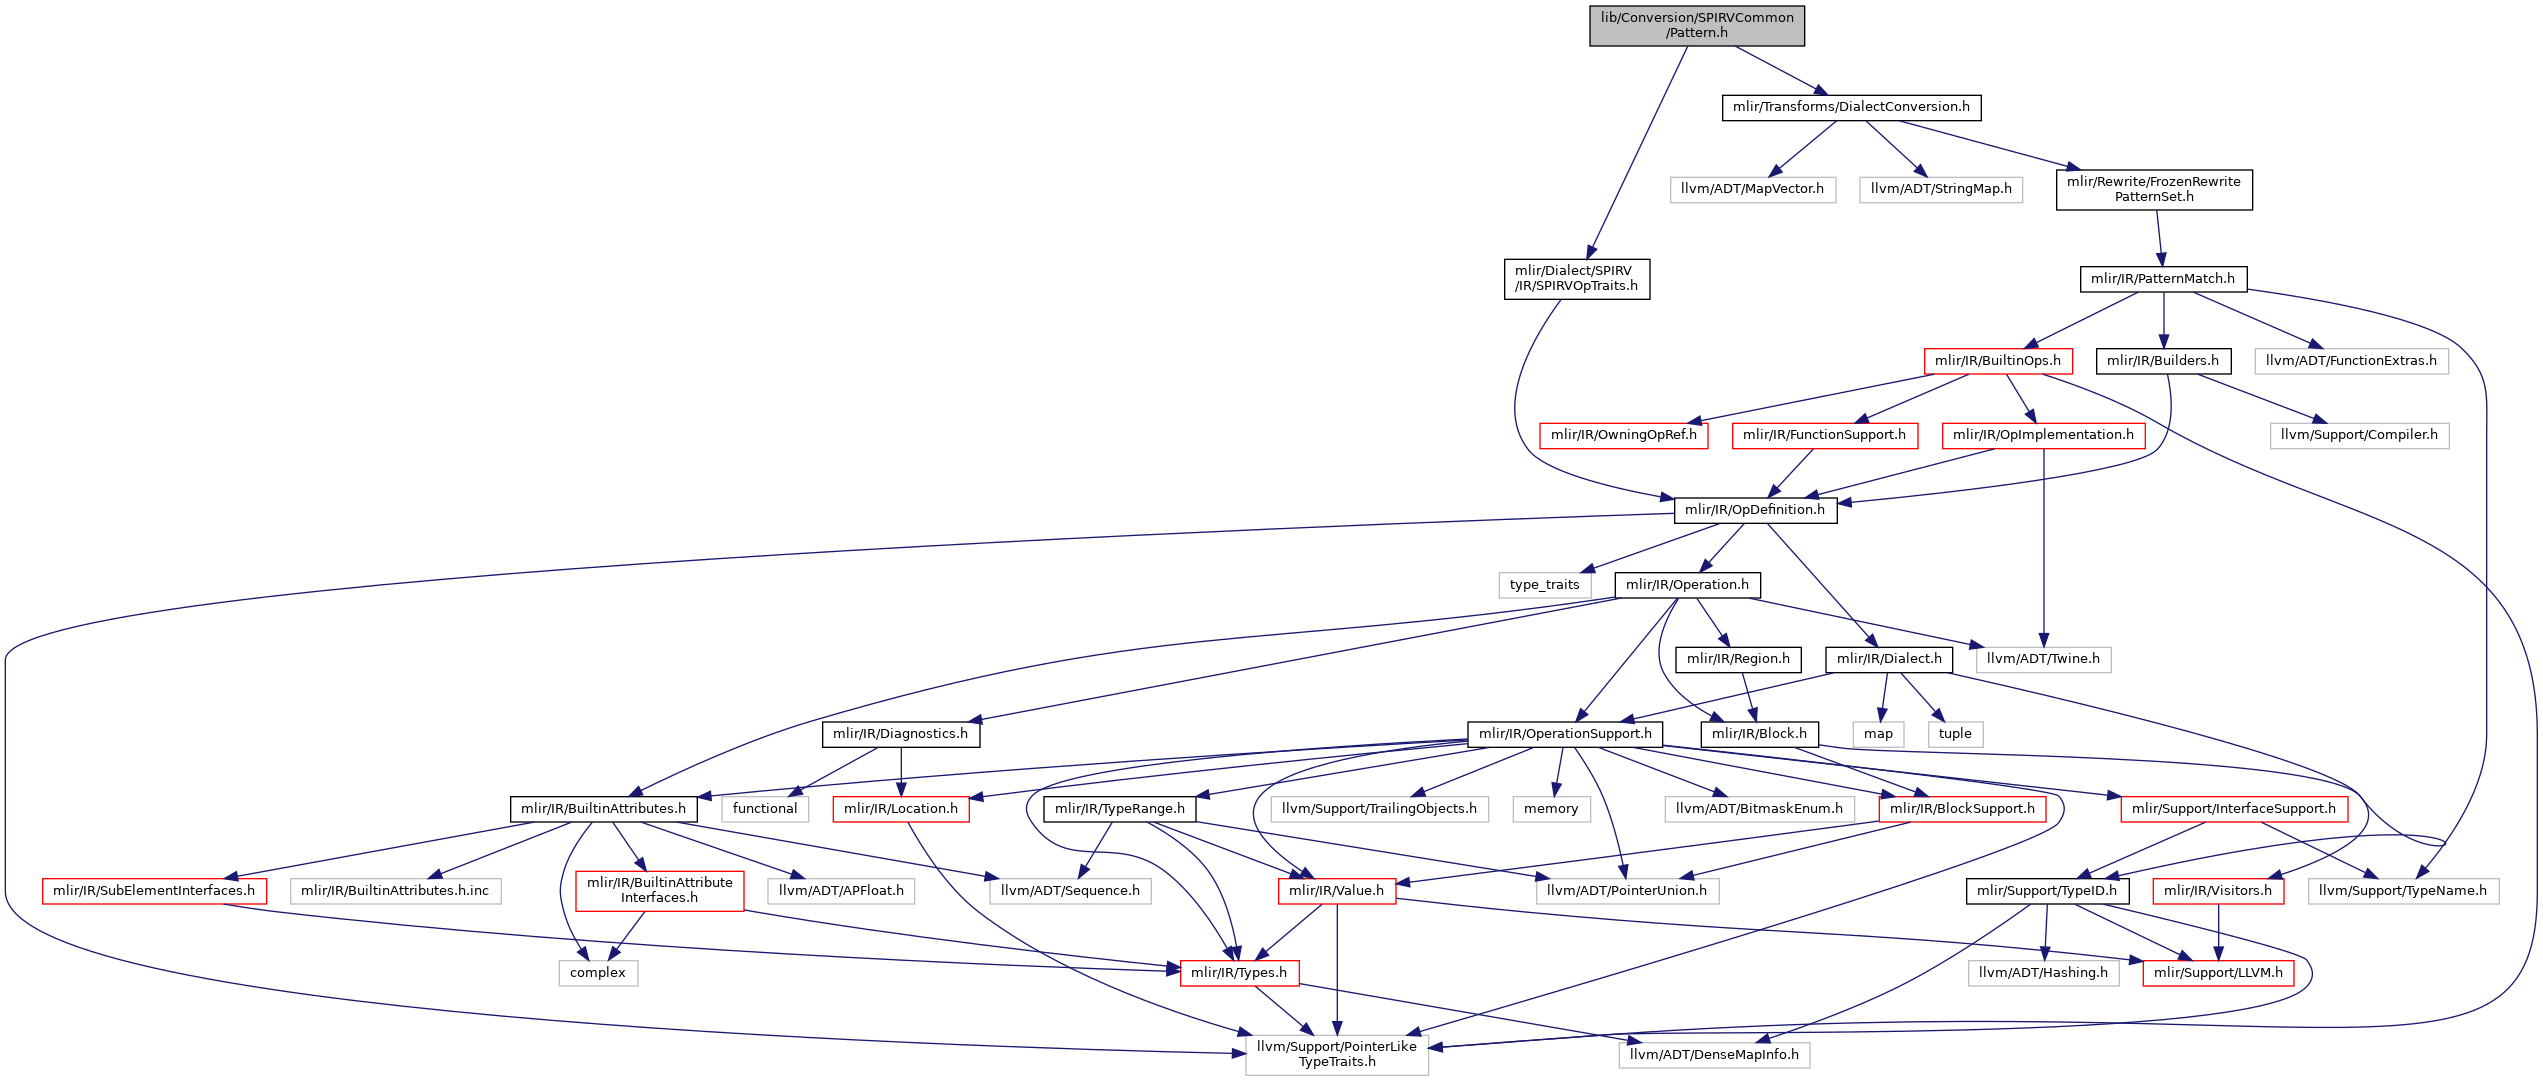 lib/Conversion/SPIRVCommon
/Pattern.h
mlir/Transforms/DialectConversion.h
llvm/ADT/MapVector.h
llvm/ADT/StringMap.h
mlir/Rewrite/FrozenRewrite
PatternSet.h
mlir/Dialect/SPIRV
/IR/SPIRVOpTraits.h
mlir/IR/PatternMatch.h
mlir/IR/BuiltinOps.h
mlir/IR/Builders.h
llvm/ADT/FunctionExtras.h
mlir/IR/OwningOpRef.h
mlir/IR/FunctionSupport.h
mlir/IR/OpImplementation.h
llvm/Support/Compiler.h
mlir/IR/OpDefinition.h
type_traits
mlir/IR/Operation.h
mlir/IR/Region.h
mlir/IR/Dialect.h
llvm/ADT/Twine.h
mlir/IR/Diagnostics.h
mlir/IR/OperationSupport.h
mlir/IR/Block.h
map
tuple
mlir/IR/BuiltinAttributes.h
functional
mlir/IR/Location.h
mlir/IR/TypeRange.h
llvm/Support/TrailingObjects.h
memory
llvm/ADT/BitmaskEnum.h
mlir/IR/BlockSupport.h
mlir/Support/InterfaceSupport.h
mlir/IR/SubElementInterfaces.h
mlir/IR/BuiltinAttributes.h.inc
mlir/IR/BuiltinAttribute
Interfaces.h
llvm/ADT/APFloat.h
llvm/ADT/Sequence.h
mlir/IR/Value.h
llvm/ADT/PointerUnion.h
mlir/Support/TypeID.h
mlir/IR/Visitors.h
llvm/Support/TypeName.h
complex
mlir/IR/Types.h
llvm/ADT/Hashing.h
mlir/Support/LLVM.h
llvm/Support/PointerLike
TypeTraits.h
llvm/ADT/DenseMapInfo.h